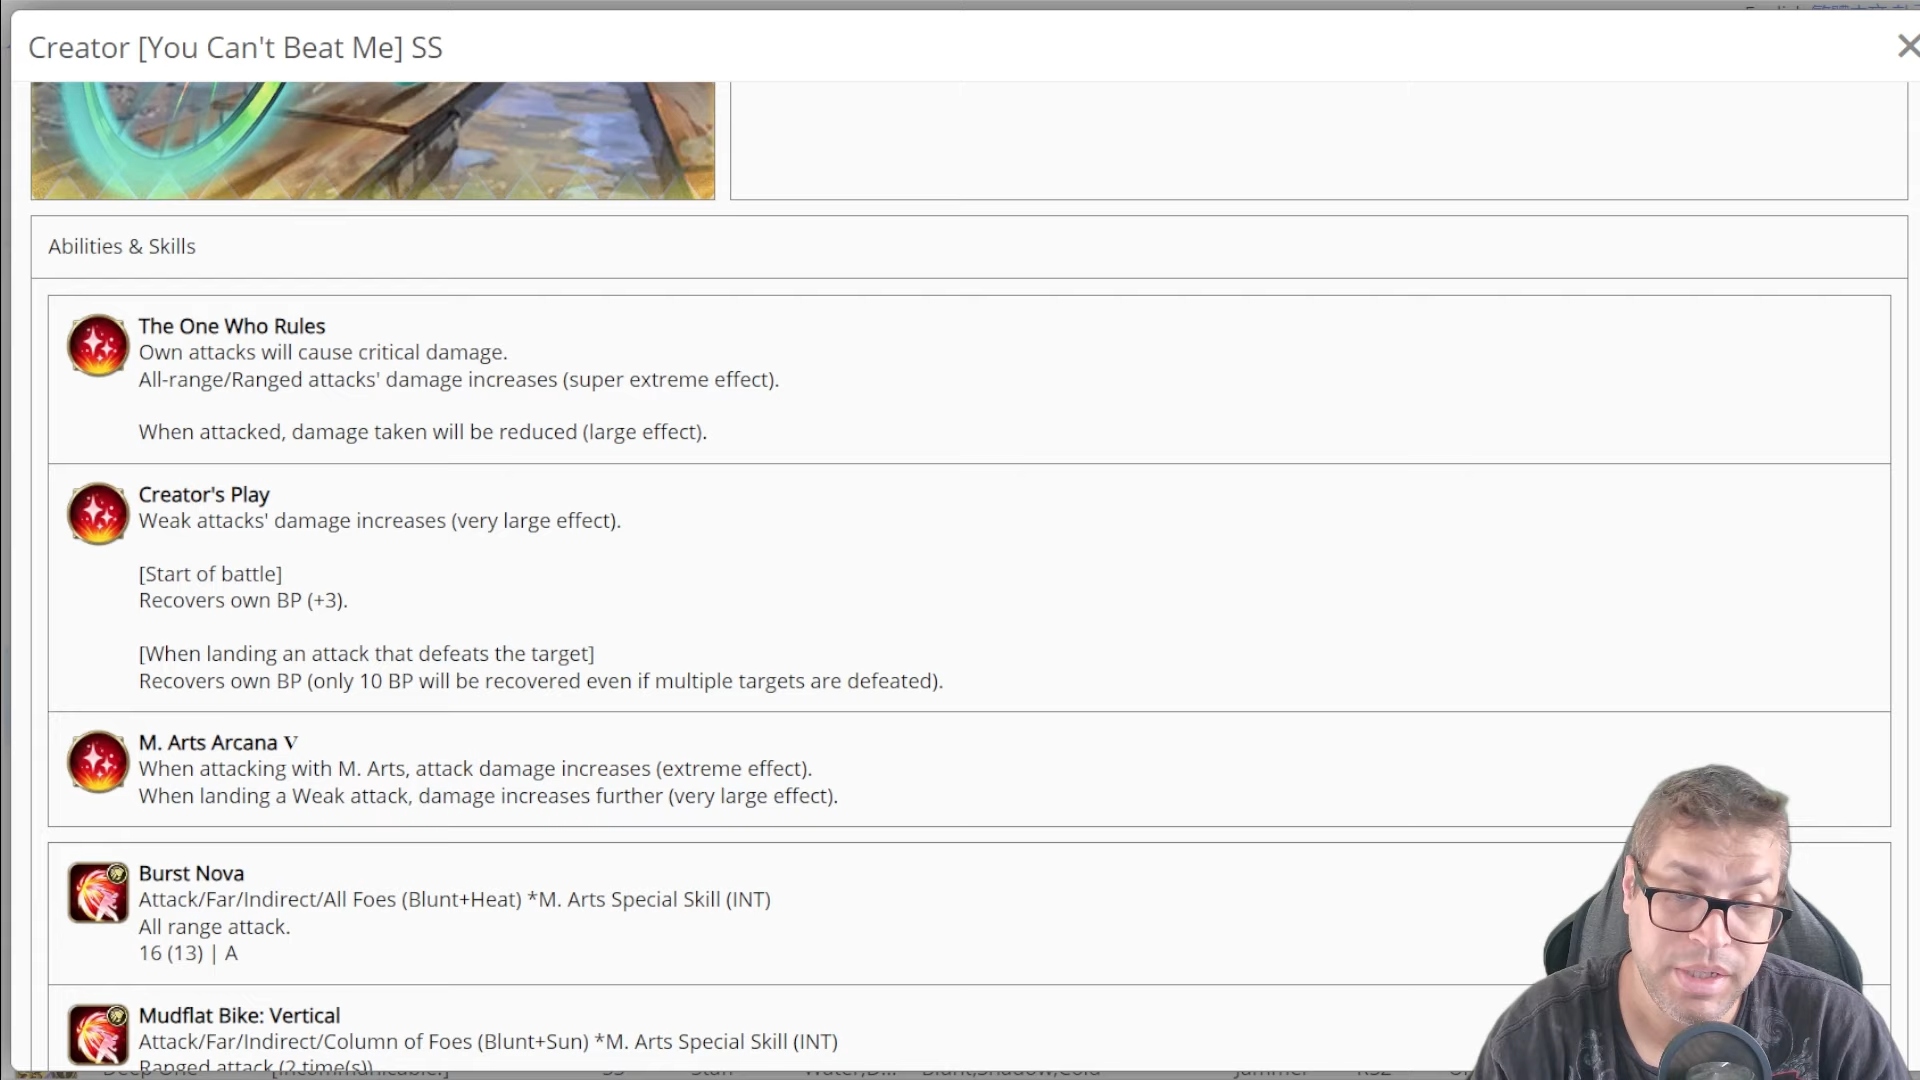 Creator [You Can't Beat Me] SS
Abilities & Skills
The One Who Rules
Own attacks will cause critical damage.
All-range/Ranged attacks' damage increases (super extreme effect).
When attacked, damage taken will be reduced (large effect).
Creator's Play
Weak attacks' damage increases (very large effect).
[Start of battle]
Recovers own BP (+3).
[When landing an attack that defeats the target]
Recovers own BP (only 10 BP will be recovered even if multiple targets are defeated).
M. Arts Arcana V
When attacking with M. Arts, attack damage increases (extreme effect).
When landing a Weak attack, damage increases further (very large effect).
Burst Nova
Attack/Far/Indirect/All Foes (Blunt+Heat) *M. Arts Special Skill (INT)
All range attack.
16 (13) | A
Mudflat Bike: Vertical
Attack/Far/Indirect/Column of Foes (Blunt+Sun) *M. Arts Special Skill (INT)
Ranged attack (2 time(s))